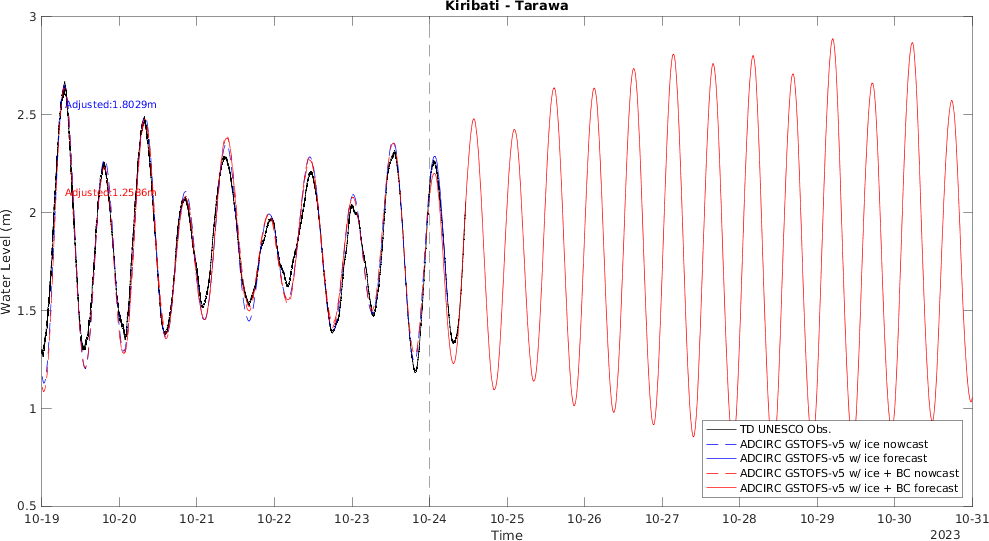 Kiribati - Tarawa
3
2.5
2
1.5
1
0.5
Water Level (m)
Adjusted:1.8029m
Adjusted:1.2586m
TD UNESCO Obs.
ADCIRC GSTOFS-v5 w/ ice nowcast
ADCIRC GSTOFS-v5 w/ ice forecast
ADCIRC GSTOFS-v5 w/ ice + BC nowcast
ADCIRC GSTOFS-v5 w/ ice + BC forecast
10-19 10-20 10-21 10-22 10-23 10-24 10-25 10-26 10-27 10-28 10-29 10-30 10-31
Time
2023